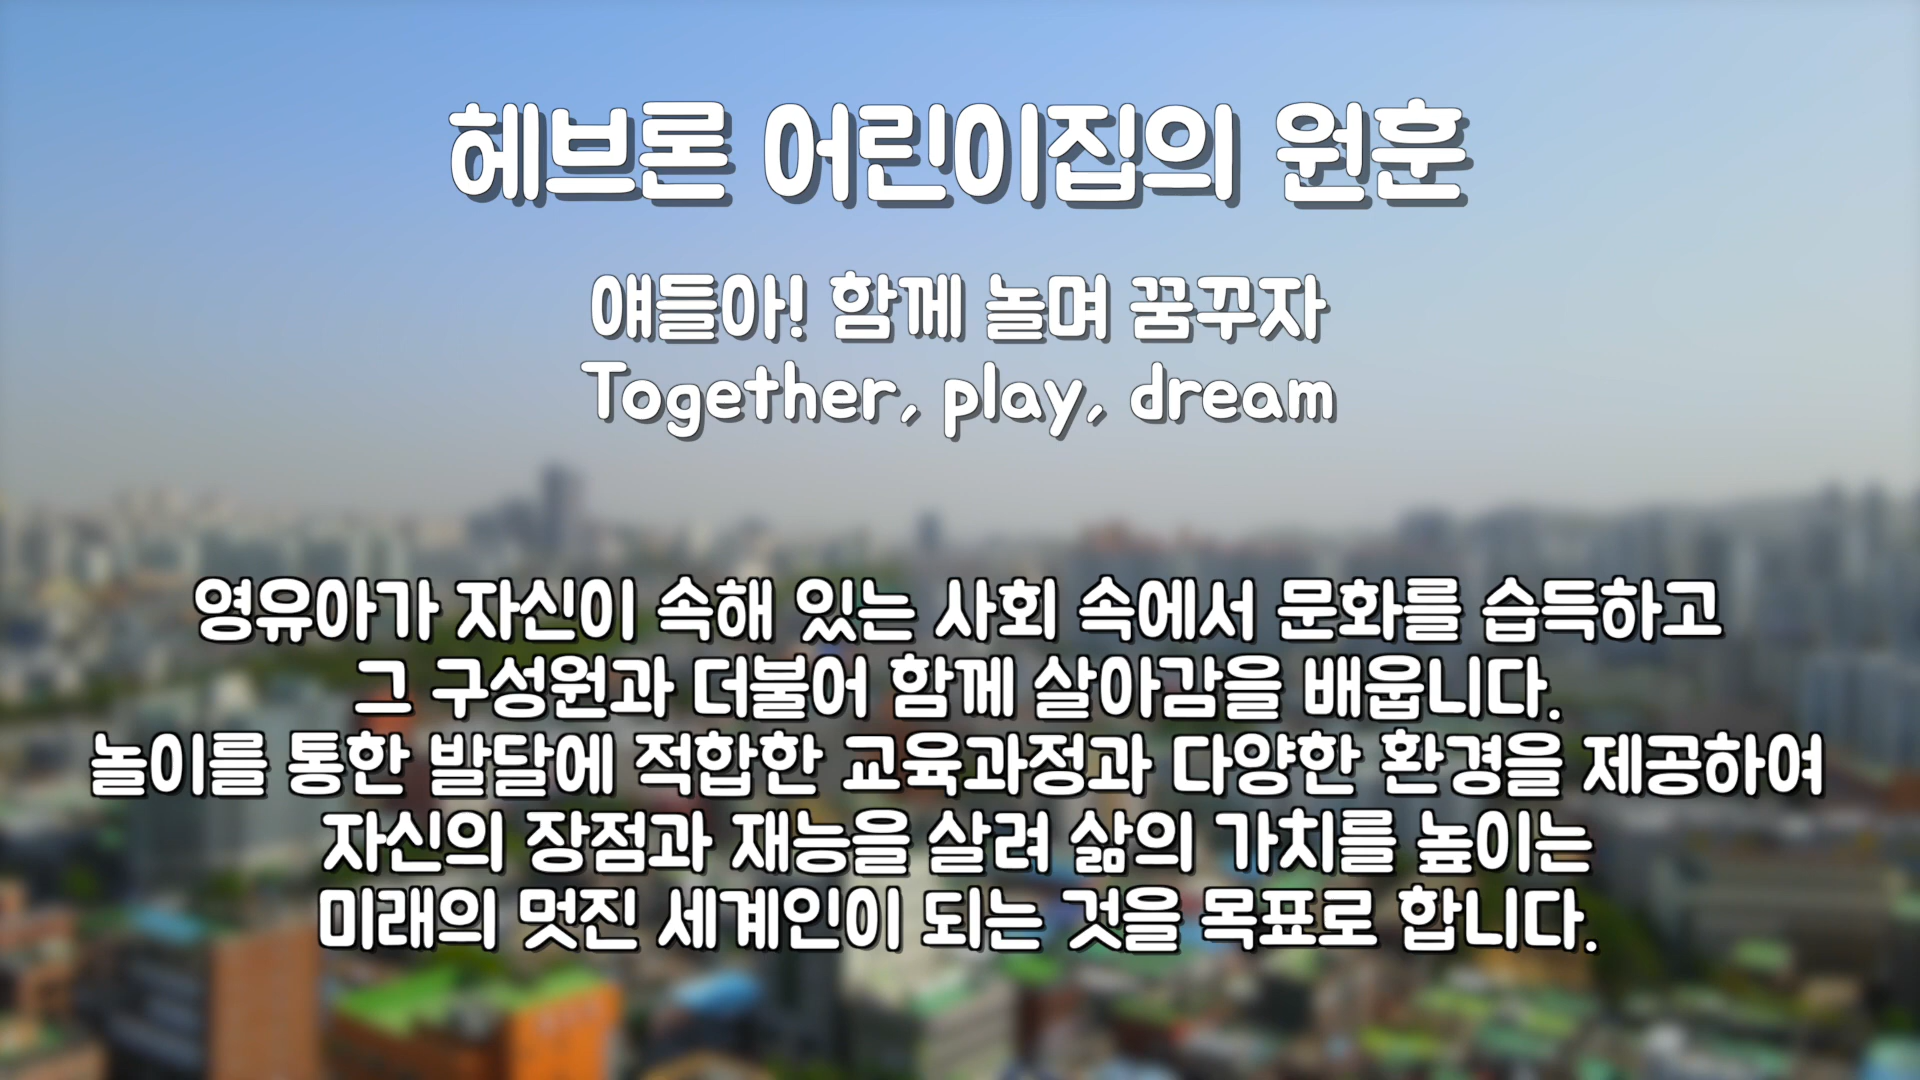 헤브론 어린이집의 원훈
얘들아! 함께 놀며 꿈꾸자
Together, play, dream
영유아가 자신이 속해 있는 사회 속에서 문화를 습득하고
그 구성원과 더불어 함께 살아감을 배웁니다.
놀이를 통한 발달에 적합한 교육과정과 다양한 환경을 제공하여
자신의 장점과 재능을 살려 삶의 가치를 높이는
미래의 멋진 세계인이 되는 것을 목표로 합니다.